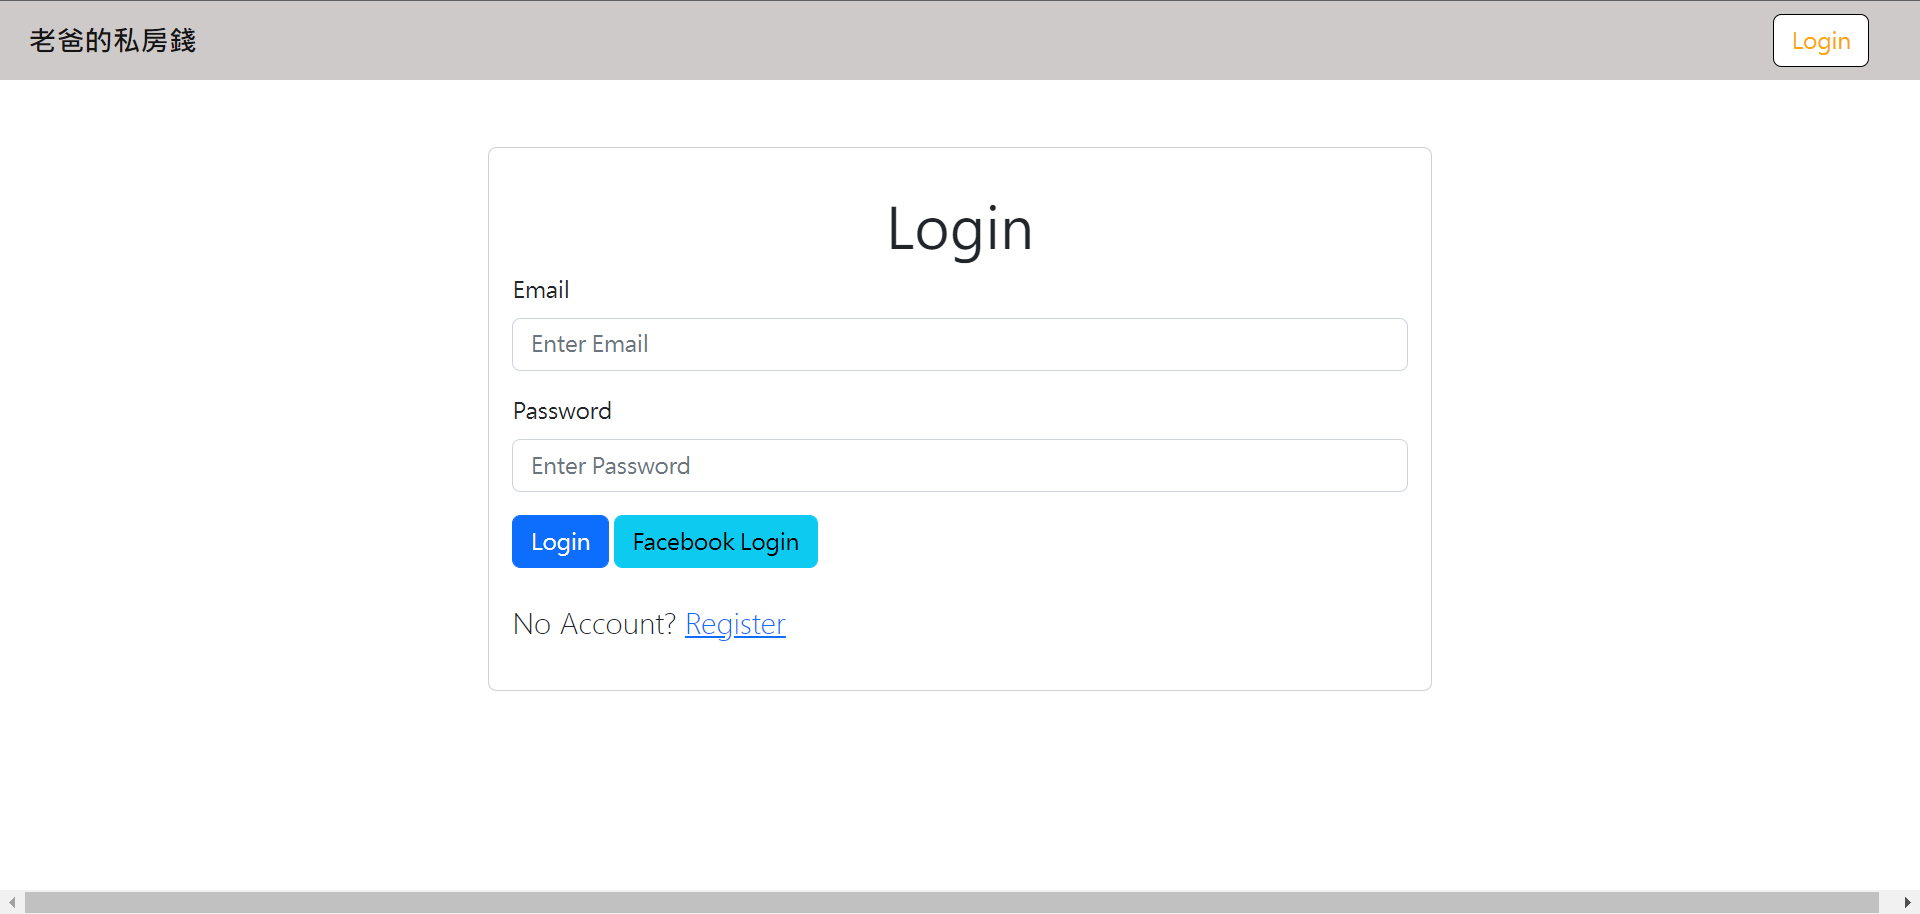 老爸的私房錢
Login
Login
Email
Enter Email
Password
Enter Password
Login
Facebook Login
No Account? Register